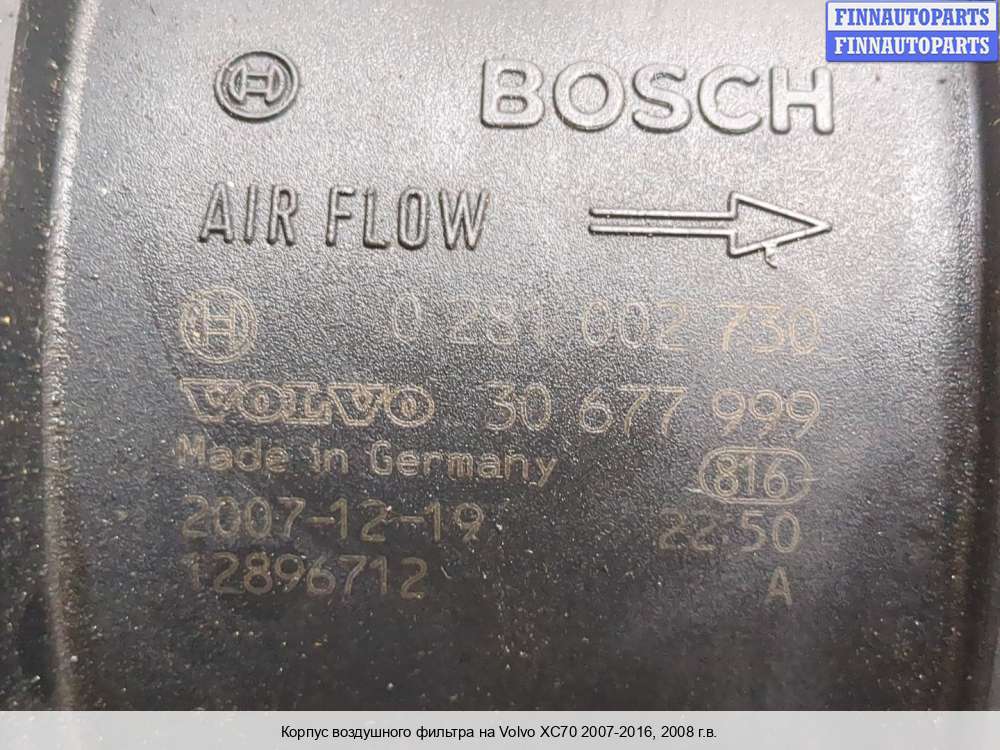 FINNAUTOPARTS
FINNAUTOPARTS
BOSCH
AIR FLOW
0 281 002 730
VOLVO 30 677 999
Made in Germany 816
2007-12-19 22 50
12896712 A
Корпус воздушного фильтра на Volvo XC70 2007-2016, 2008 г.в.